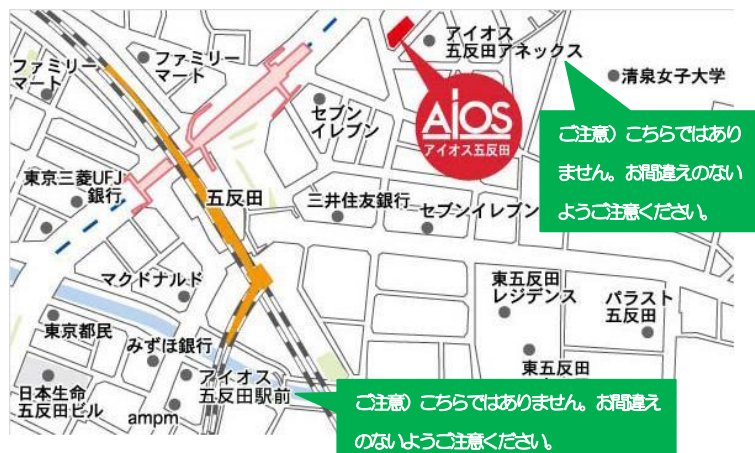 アイオス
五反田アネックス
ファミリー
マート
ファミリー
マート
清泉女子大学
セブン
イレブン
AIOS
アイオス五反田
ご注意）こちらではあり
ません。お間違えのない
ようご注意ください。
東京三菱UFJ
銀行
五反田
三井住友銀行
セブンイレブン
マクドナルド
東五反田
レジデンス
パラスト
五反田
東京都民
みずほ銀行
東五反田
アイオス
五反田駅前
日本生命
五反田ビル
ampm
ご注意）こちらではありません。お間違え
のないようご注意ください。